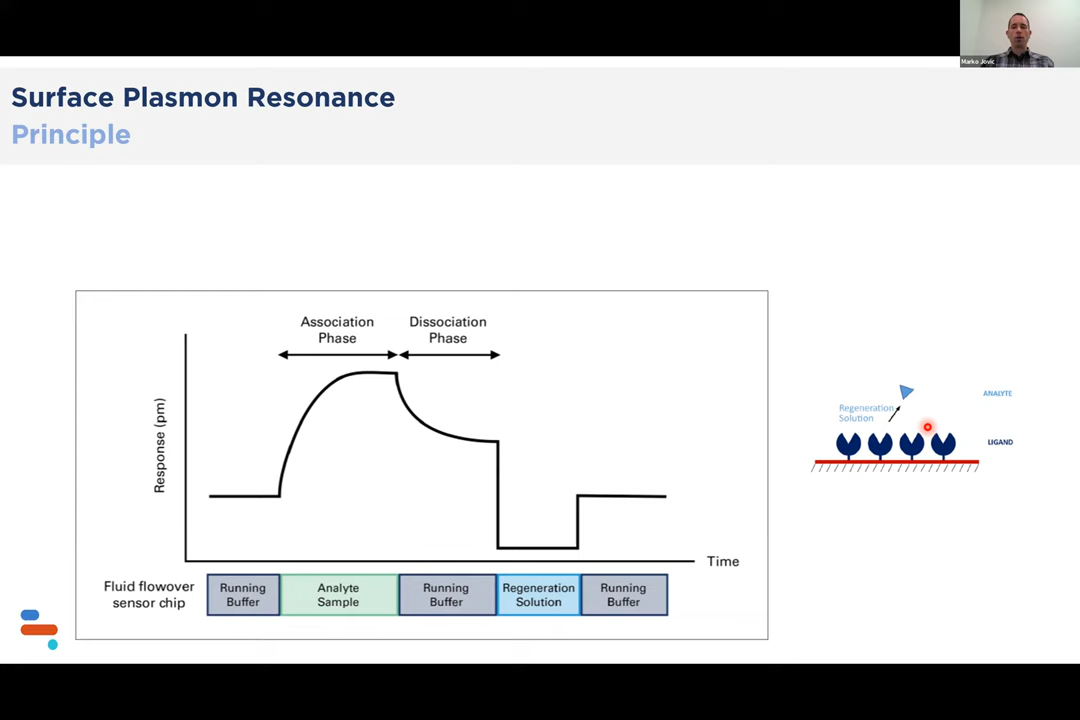 Marko Jovic
Surface Plasmon Resonance
Principle
Association
Phase
Dissociation
Phase
Response (pm)
Time
Fluid flowover
sensor chip
Running
Buffer
Analyte
Sample
Running
Buffer
Regeneration
Solution
Running
Buffer
Regeneration
Solution
ANALYTE
LIGAND